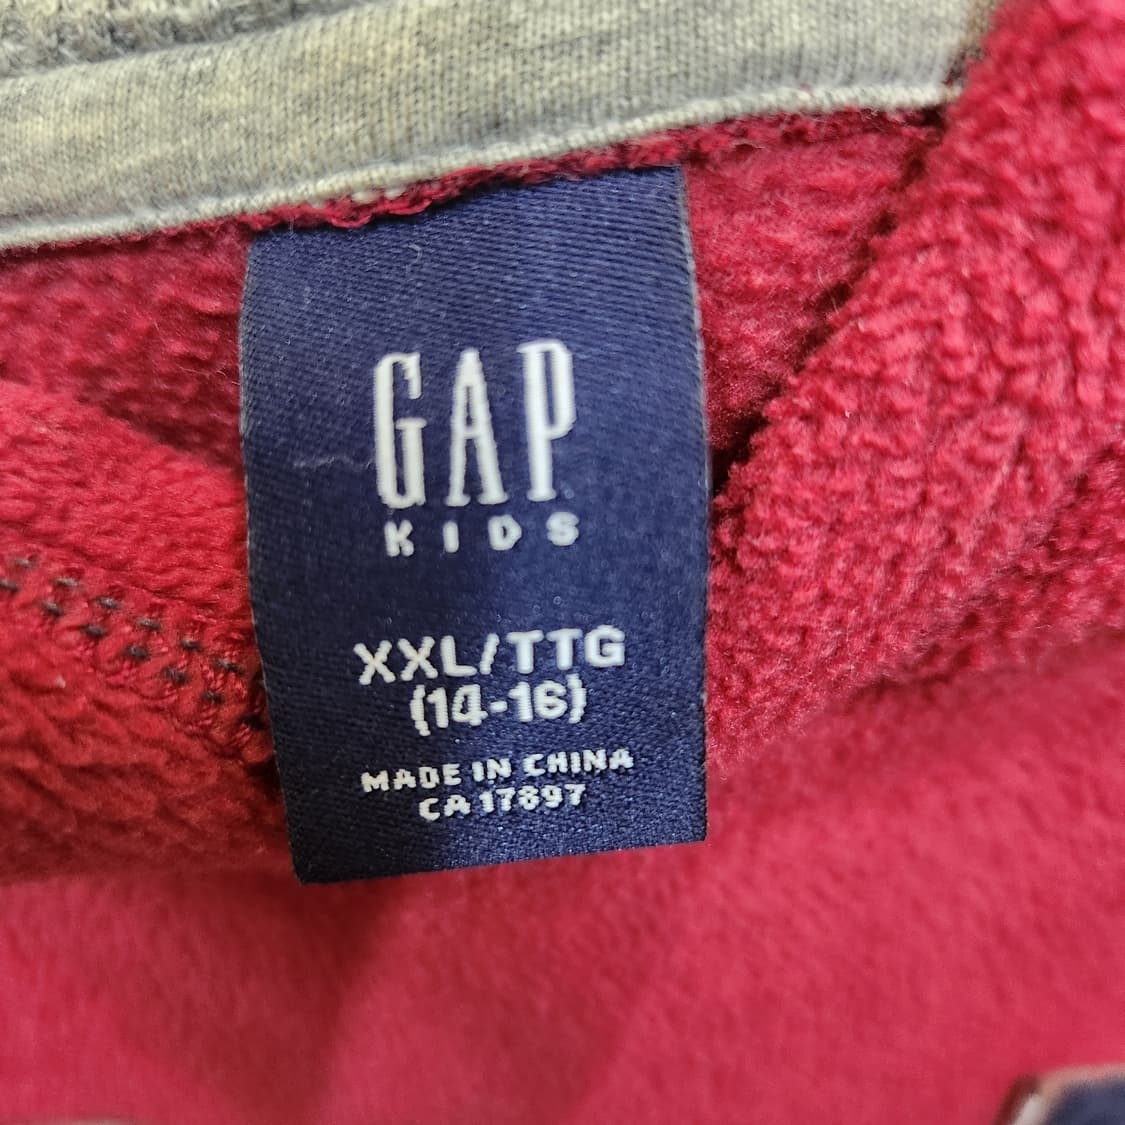 GAP
KIDS
XXL/TTG
(14-16)
MADE IN CHINA
CA 17897